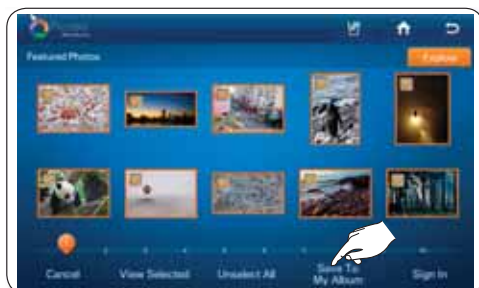 Featured Photos
Explore
Cancel
View Selected
Unselect All
Save To
My Album
Sign In